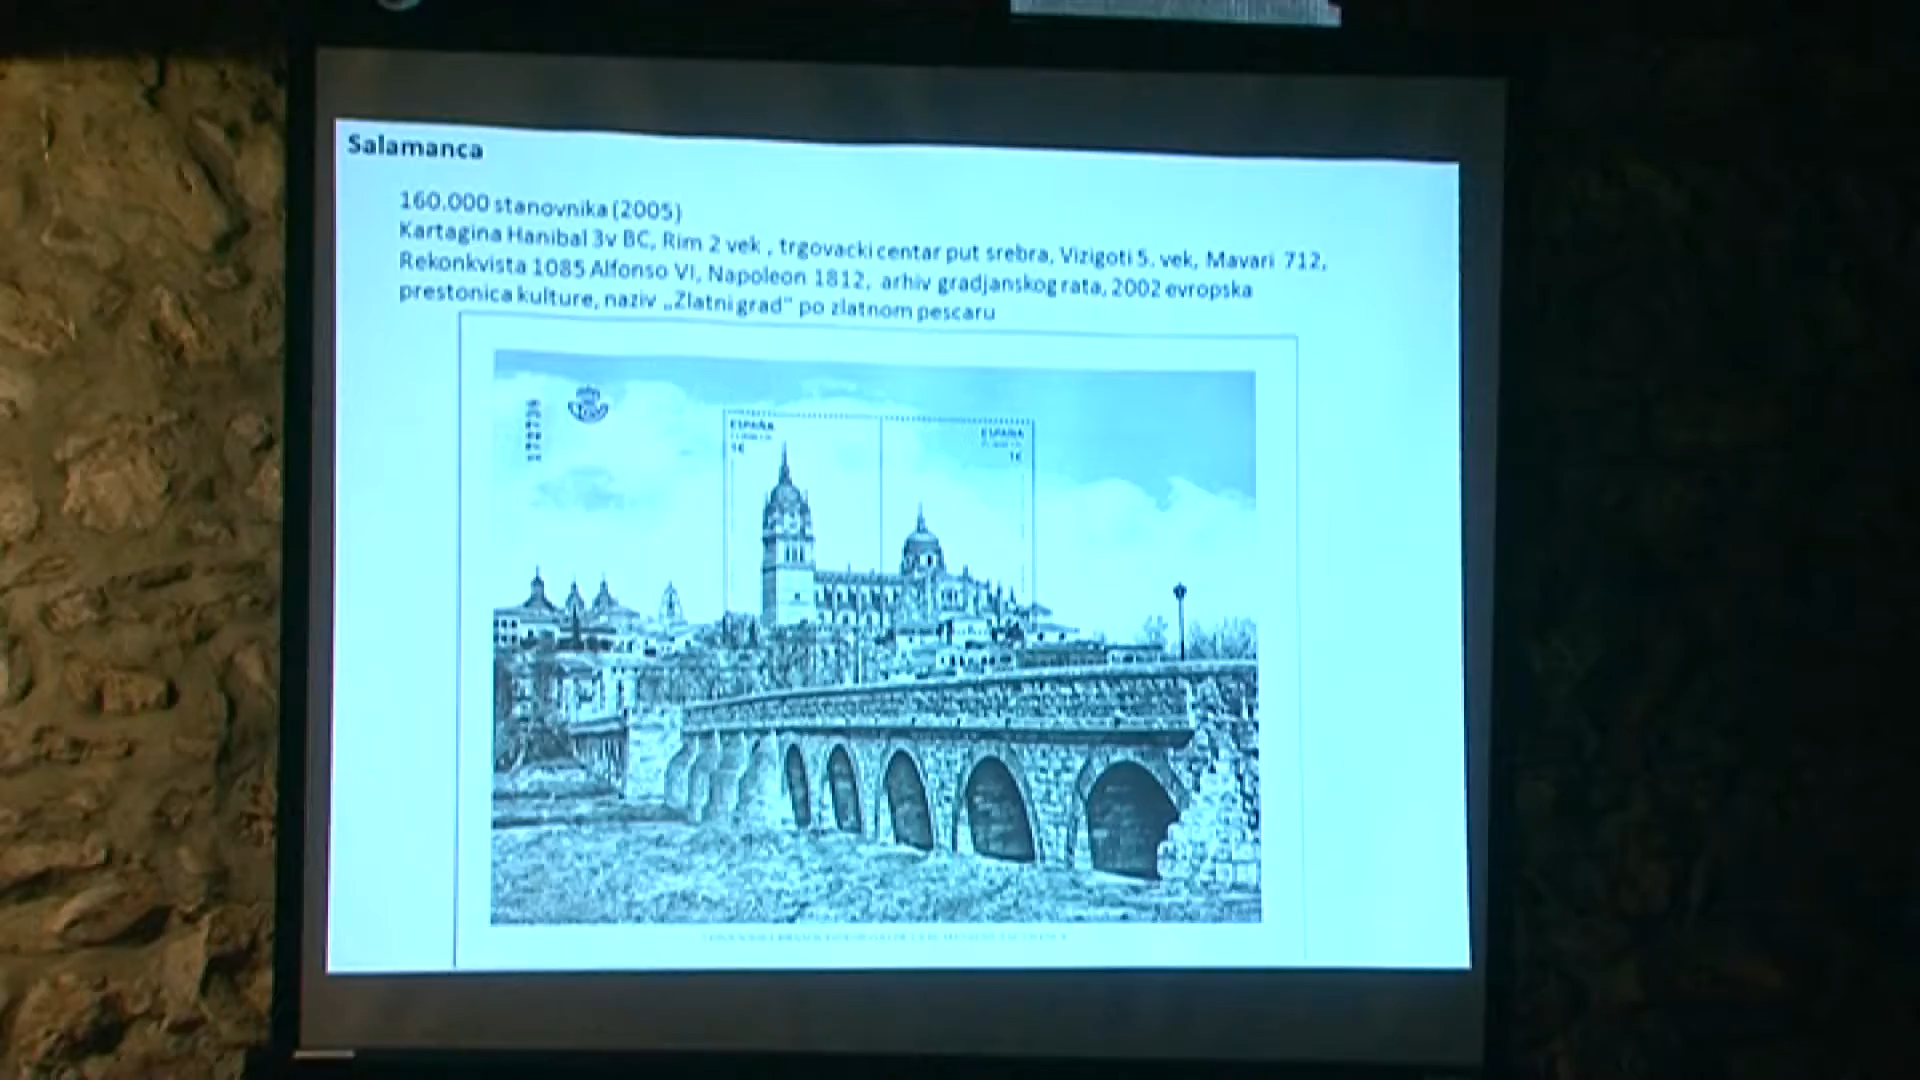 Salamanca
160.000 stanovnika (2005)
Kartagina Hanibal 3v BC, Rim 2 vek , trgovacki centar put srebra, Vizigoti 5. vek, Mavari 712,
Rekonkvista 1085 Alfonso VI, Napoleon 1812, arhiv gradjanskog rata, 2002 evropska
prestonica kulture, naziv „Zlatni grad" po zlatnom pescaru
ESPAÑA
1€
ESPAÑA
1€